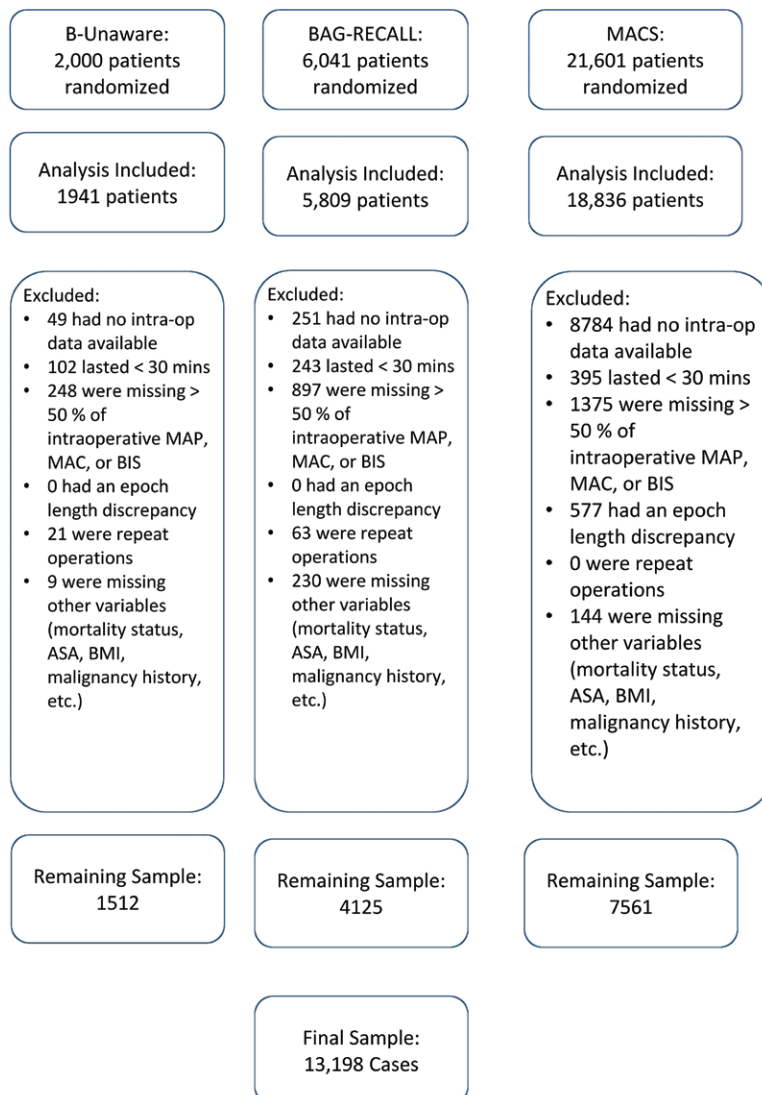 B-Unaware:
2,000 patients
randomized
BAG-RECALL:
6,041 patients
randomized
MACS:
21,601 patients
randomized
Analysis Included:
1941 patients
Analysis Included:
5,809 patients
Analysis Included:
18,836 patients
Excluded:
• 49 had no intra-op
data available
• 102 lasted < 30 mins
• 248 were missing >
50 % of
intraoperative MAP,
MAC, or BIS
• 0 had an epoch
length discrepancy
• 21 were repeat
operations
• 9 were missing
other variables
(mortality status,
ASA, BMI,
malignancy history,
etc.)
Excluded:
• 251 had no intra-op
data available
• 243 lasted < 30 mins
• 897 were missing >
50 % of
intraoperative MAP,
MAC, or BIS
• 0 had an epoch
length discrepancy
• 63 were repeat
operations
• 230 were missing
other variables
(mortality status,
ASA, BMI,
malignancy history,
etc.)
Excluded:
• 8784 had no intra-op
data available
• 395 lasted < 30 mins
• 1375 were missing >
50 % of
intraoperative MAP,
MAC, or BIS
• 577 had an epoch
length discrepancy
• 0 were repeat
operations
• 144 were missing
other variables
(mortality status,
ASA, BMI,
malignancy history,
etc.)
Remaining Sample:
1512
Remaining Sample:
4125
Remaining Sample:
7561
Final Sample:
13,198 Cases